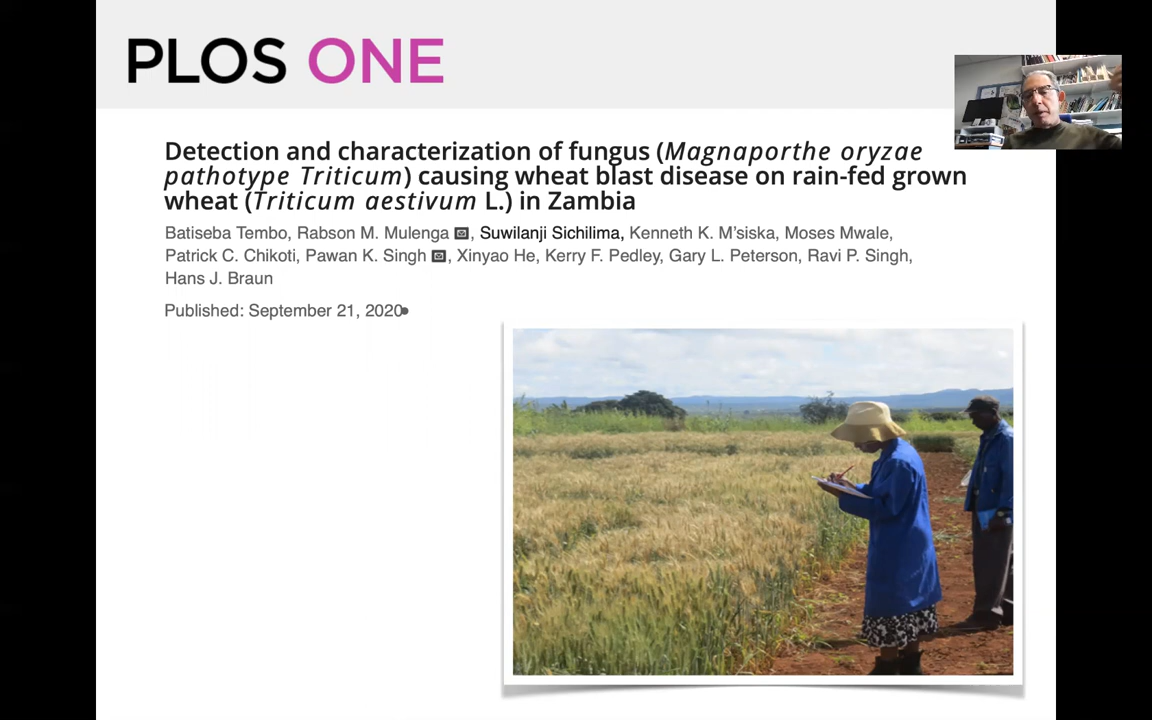 PLOS ONE
Detection and characterization of fungus (Magnaporthe oryzae
pathotype Triticum) causing wheat blast disease on rain-fed grown
wheat (Triticum aestivum L.) in Zambia
Batiseba Tembo, Rabson M. Mulenga, Suwilanji Sichilima, Kenneth K. M’siska, Moses Mwale,
Patrick C. Chikoti, Pawan K. Singh, Xinyao He, Kerry F. Pedley, Gary L. Peterson, Ravi P. Singh,
Hans J. Braun
Published: September 21, 2020